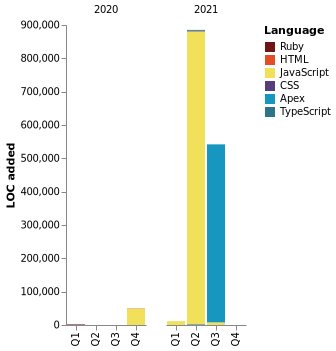 2020
2021
Language
Ruby
HTML
JavaScript
CSS
Apex
TypeScript
LOC added
900,000
800,000
700,000
600,000
500,000
400,000
300,000
200,000
100,000
0
Q1
Q2
Q3
Q4
Q1
Q2
Q3
Q4